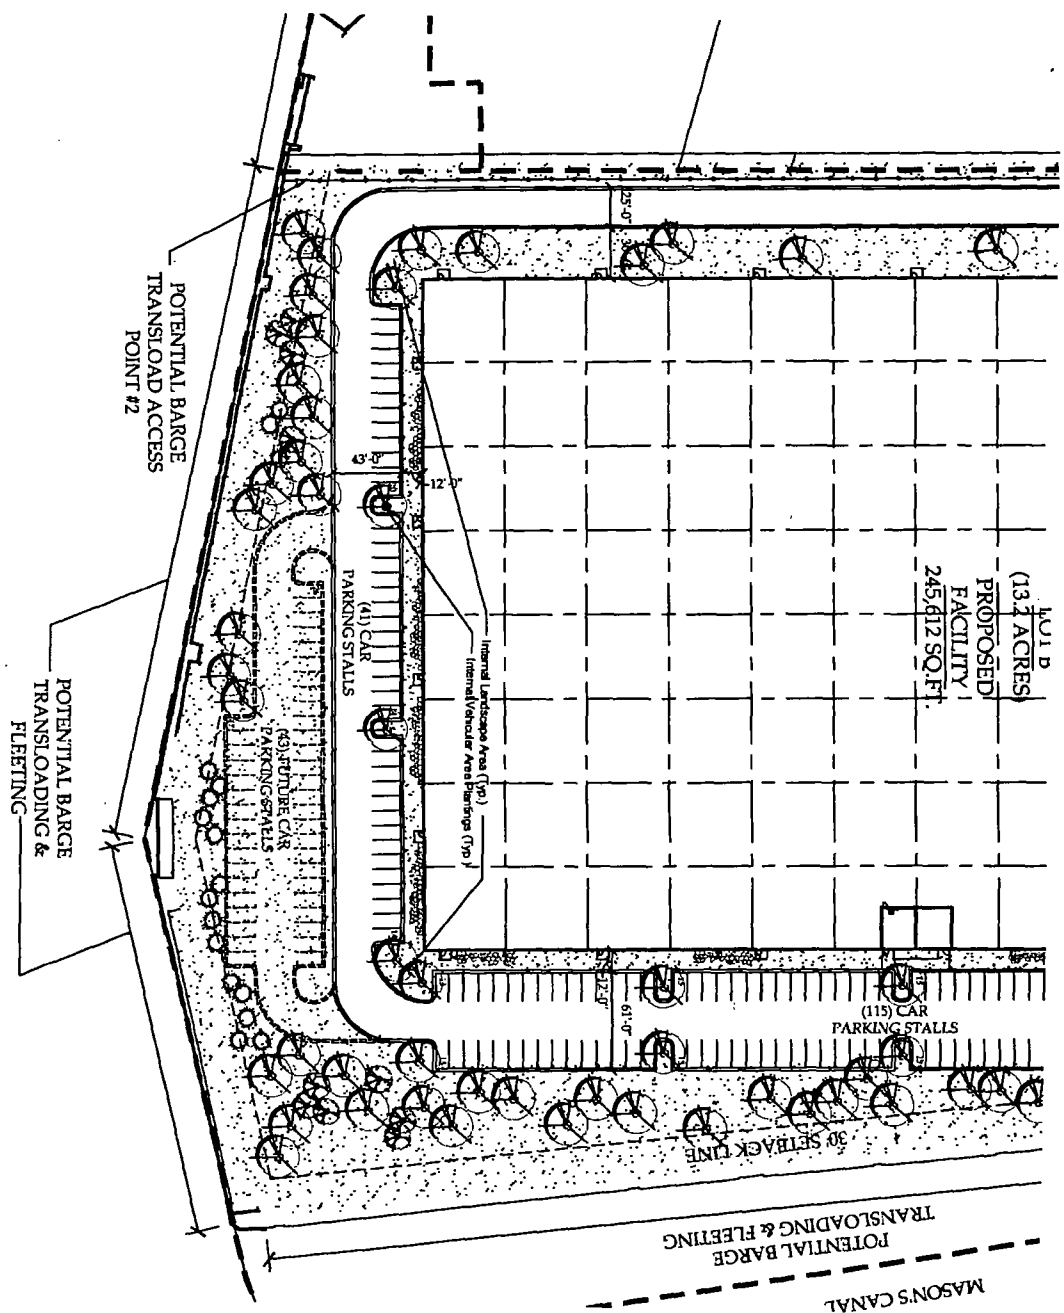 25'-0"
LOT B
(13.2 ACRES)
PROPOSED
FACILITY
245,612 SQ.FT.
POTENTIAL BARGE
TRANSLOAD ACCESS
POINT #2
43'-0"
12'-0"
(41) CAR
PARKING STALLS
Internal Landscape Area (Typ.)
Internal Vehicular Area Plantings (Typ.)
(43) FUTURE CAR
PARKING STALLS
POTENTIAL BARGE
TRANSLOADING &
FLEETING
12'-0"
61'-0"
(115) CAR
PARKING STALLS
30' SETBACK LINE
POTENTIAL BARGE
TRANSLOADING & FLEETING
MASON'S CANAL